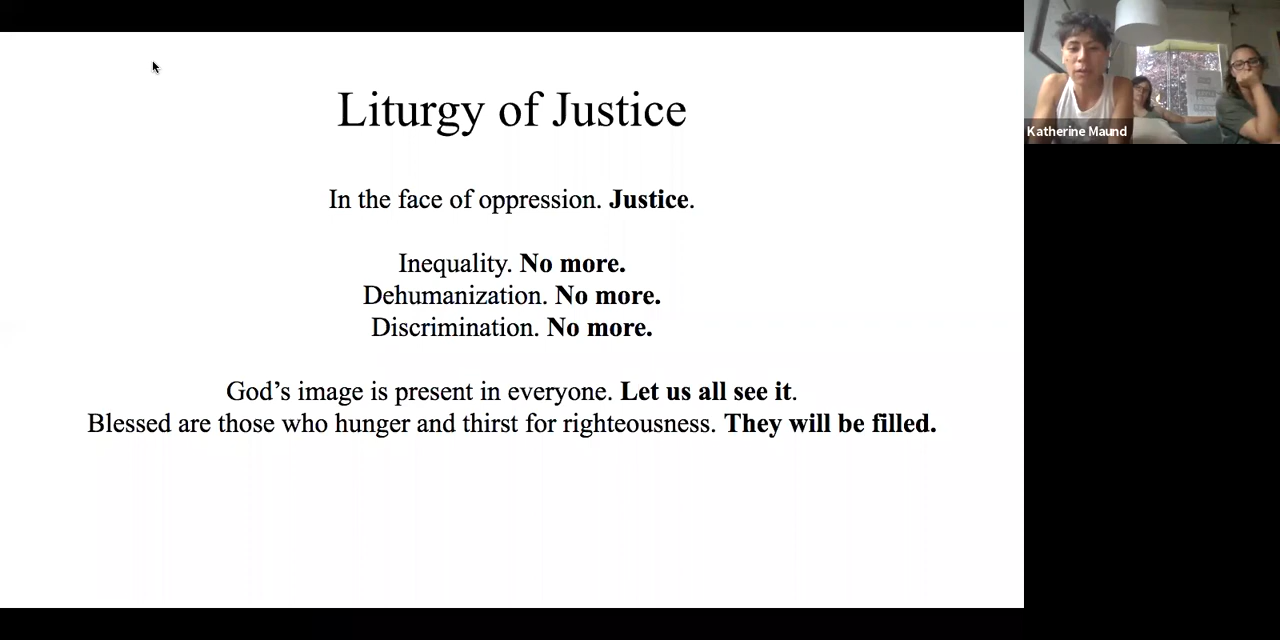 Liturgy of Justice
In the face of oppression. Justice.
Inequality. No more.
Dehumanization. No more.
Discrimination. No more.
God’s image is present in everyone. Let us all see it.
Blessed are those who hunger and thirst for righteousness. They will be filled.
Katherine Maund